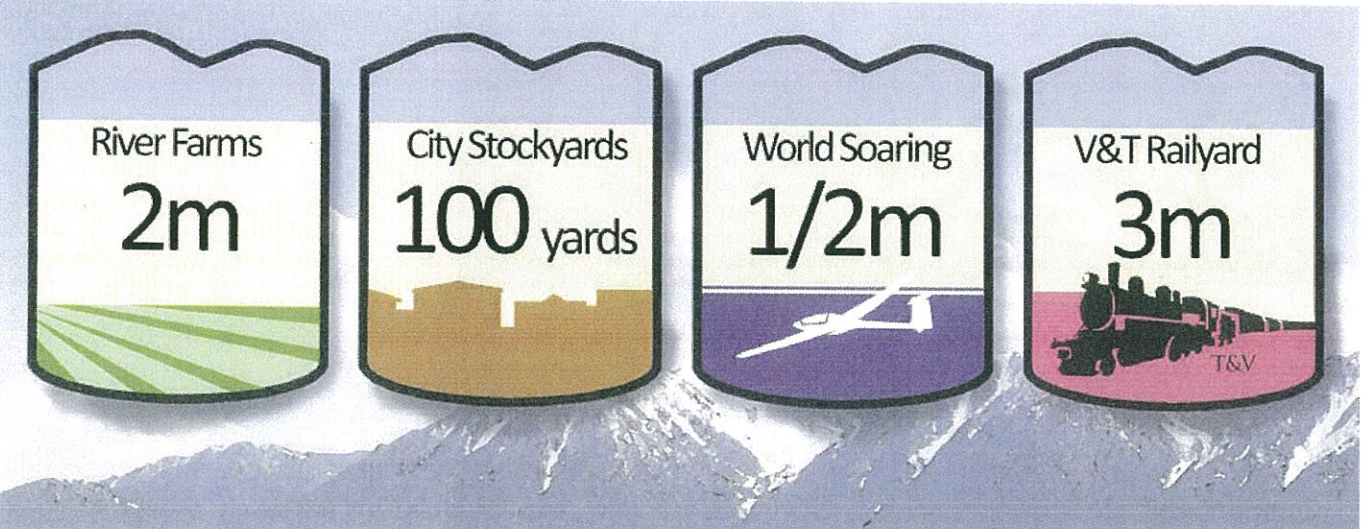 River Farms
2m
City Stockyards
100 yards
World Soaring
1/2m
V&T Railyard
3m
T&V